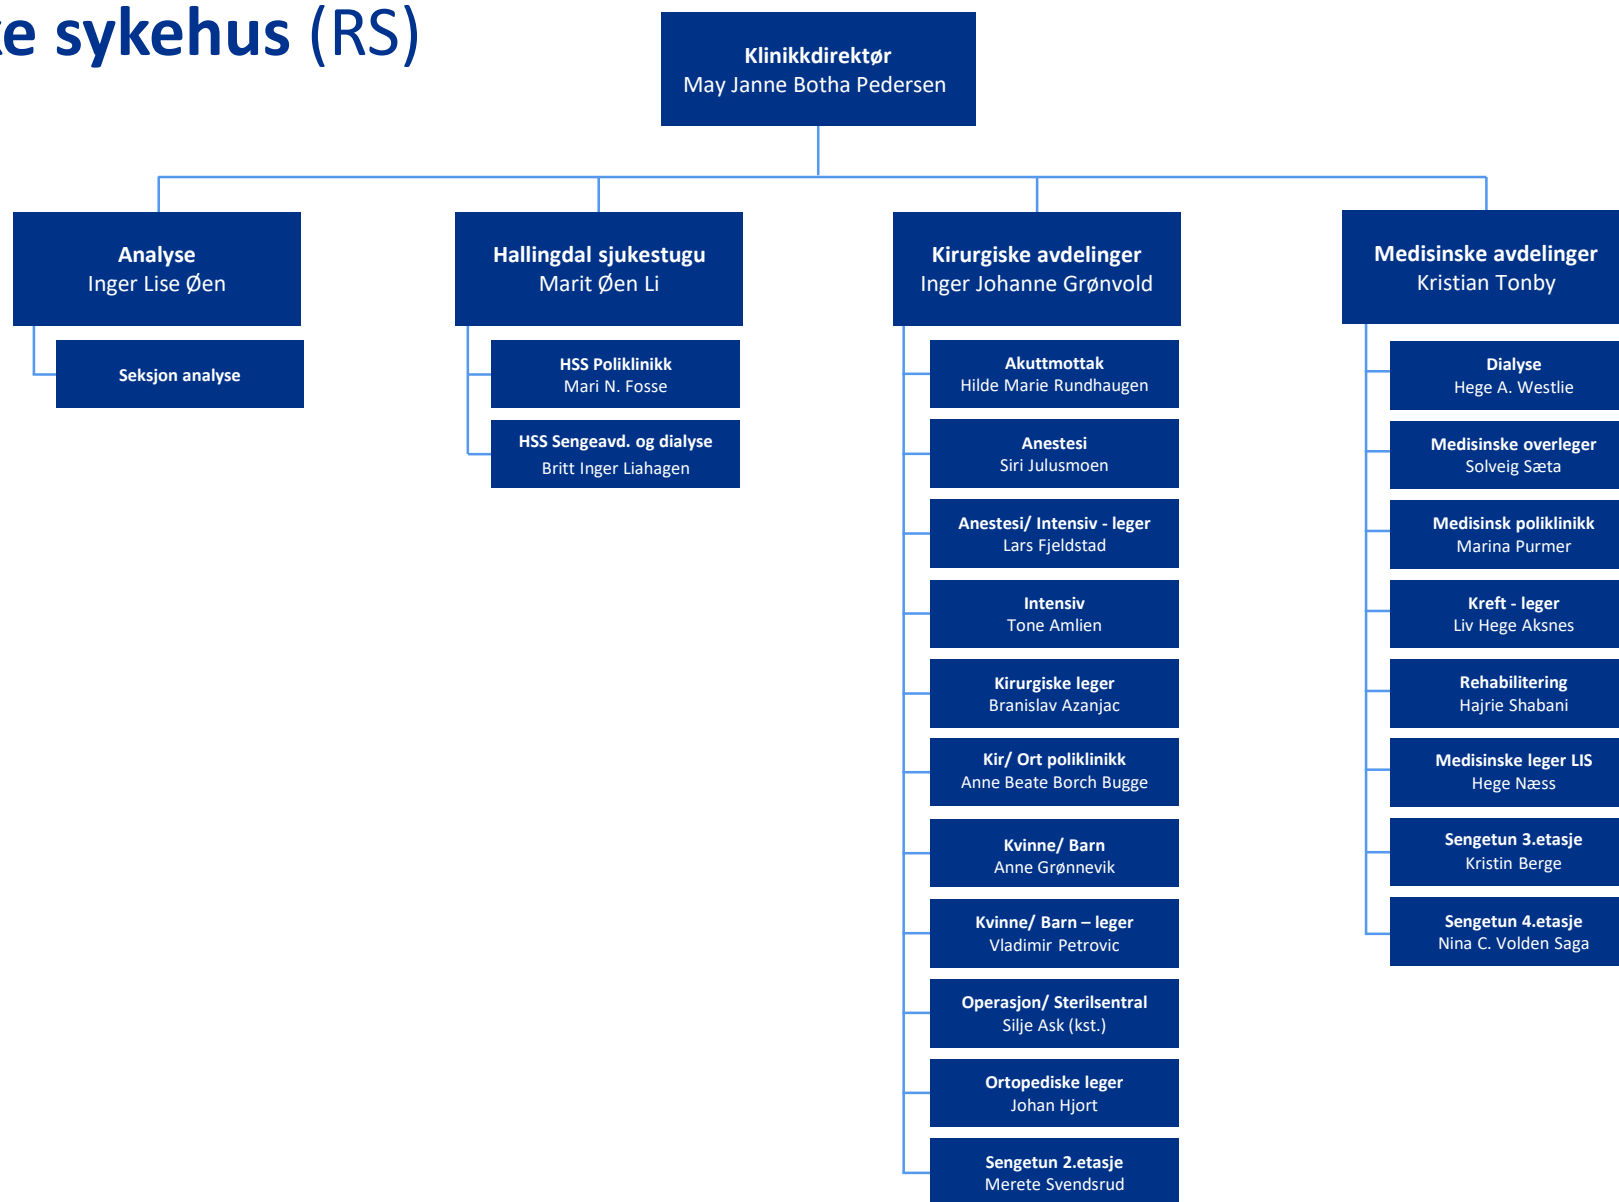 ke sykehus (RS)
Klinikkdirektør
May Janne Botha Pedersen
Analyse
Inger Lise Øen
Seksjon analyse
Hallingdal sjukestugu
Marit Øen Li
HSS Poliklinikk
Mari N. Fosse
HSS Sengeavd. og dialyse
Britt Inger Liahagen
Kirurgiske avdelinger
Inger Johanne Grønvold
Akuttmottak
Hilde Marie Rundhaugen
Anestesi
Siri Julusmoen
Anestesi/ Intensiv - leger
Lars Fjeldstad
Intensiv
Tone Amlien
Kirurgiske leger
Branislav Azanjac
Kir/ Ort poliklinikk
Anne Beate Borch Bugge
Kvinne/ Barn
Anne Grønnevik
Kvinne/ Barn – leger
Vladimir Petrovic
Operasjon/ Sterilsentral
Silje Ask (kst.)
Ortopediske leger
Johan Hjort
Sengetun 2.etasje
Merete Svendsrud
Medisinske avdelinger
Kristian Tonby
Dialyse
Hege A. Westlie
Medisinske overleger
Solveig Sæta
Medisinsk poliklinikk
Marina Purmer
Kreft - leger
Liv Hege Aksnes
Rehabilitering
Hajrie Shabani
Medisinske leger LIS
Hege Næss
Sengetun 3.etasje
Kristin Berge
Sengetun 4.etasje
Nina C. Volden Saga